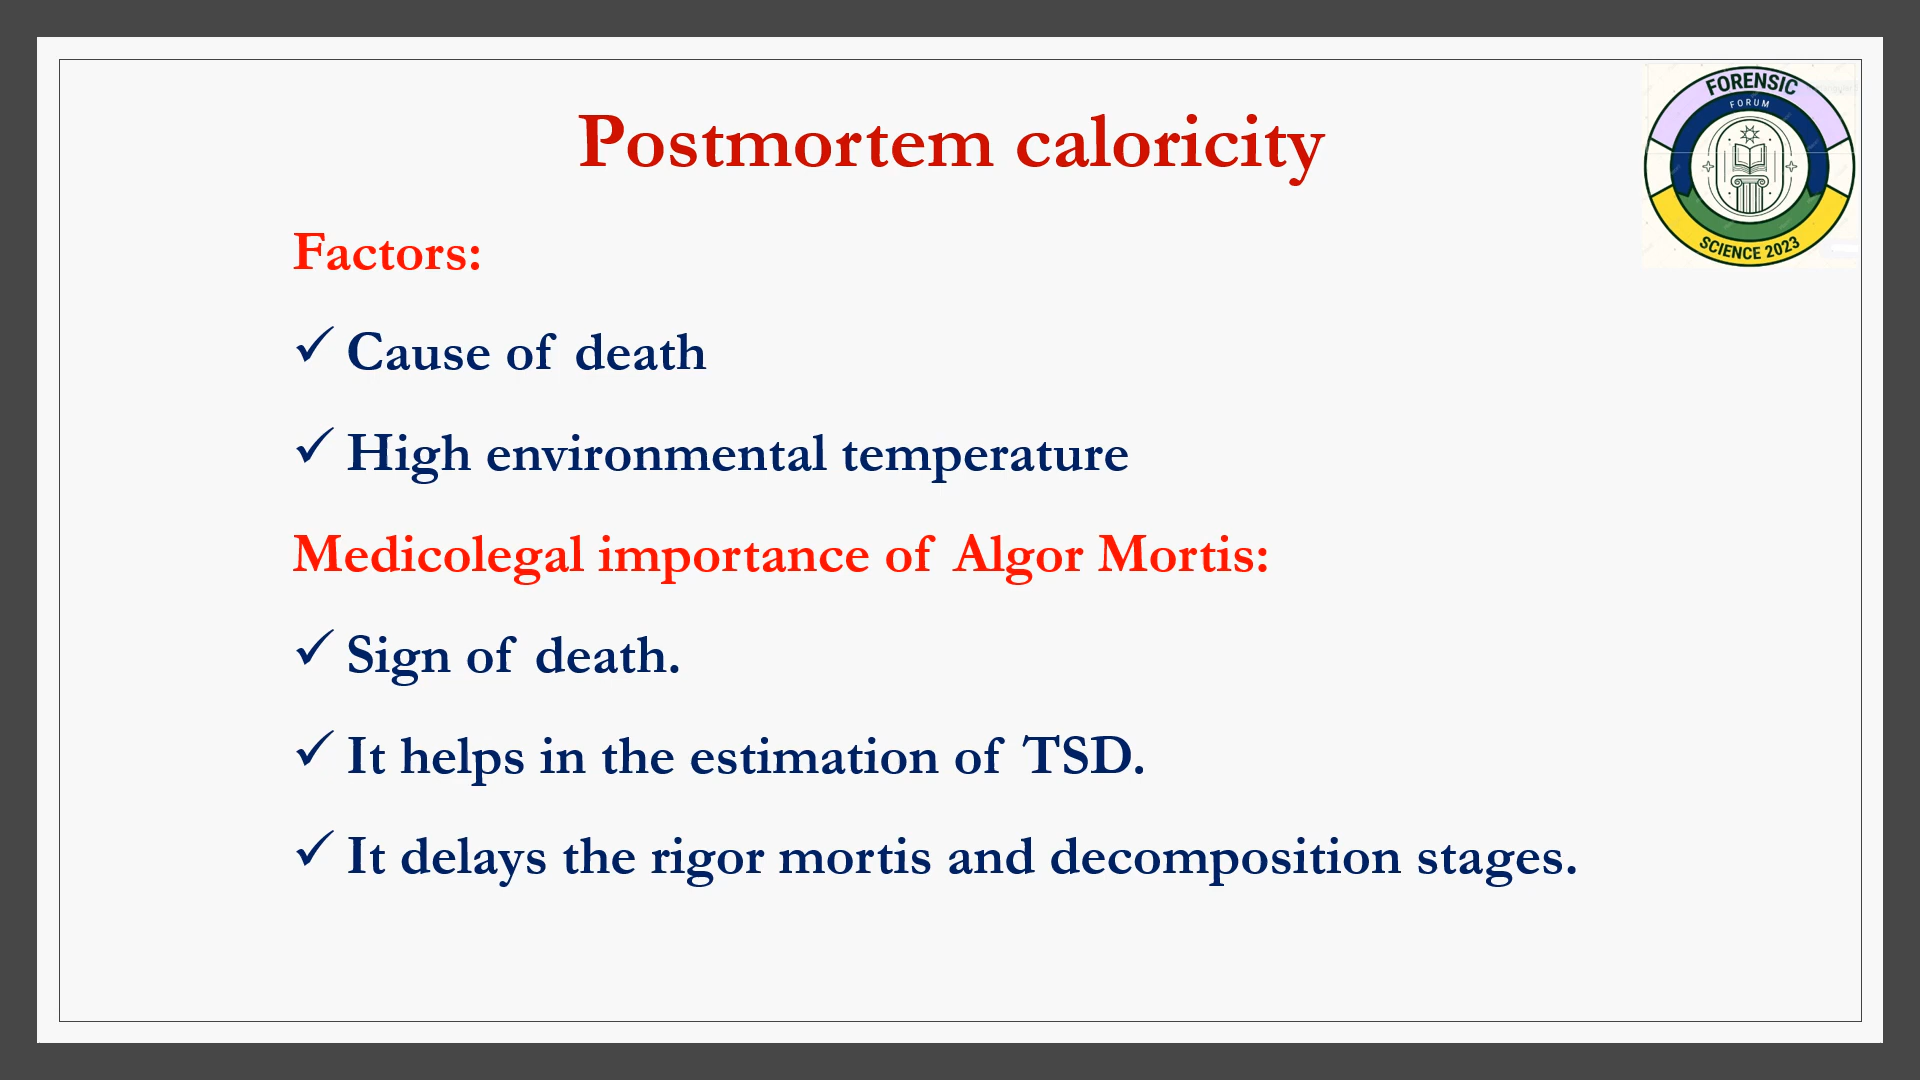 Postmortem caloricity
FORENSIC
FORUM
SCIENCE 2023
Factors:
✓ Cause of death
✓ High environmental temperature
Medicolegal importance of Algor Mortis:
✓ Sign of death.
✓ It helps in the estimation of TSD.
✓ It delays the rigor mortis and decomposition stages.